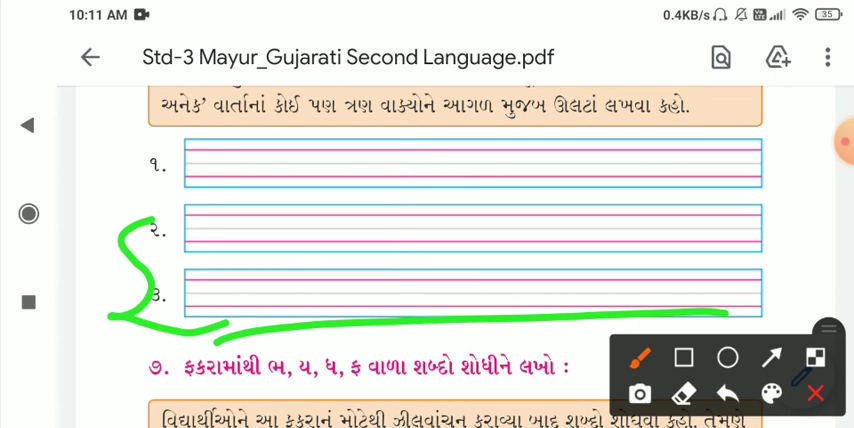 10:11 AM 0.4KB/s 35
Std-3 Mayur_Gujarati Second Language.pdf
અનેક' વાર્તાનાં કોઈ પણ ત્રણ વાક્યોને આગળ મુજબ ઊલટાં લખવા કહો.
૧.
૨.
૩.
૭. ફકરામાંથી ભ, ય, ધ, ફ વાળા શબ્દો શોધીને લખો :
વિદ્યાર્થીઓને આ ફકરાનું મોટેથી ઝીલવાંચન કરાવ્યા બાદ શબ્દો શોધવા કહો. તેમણે